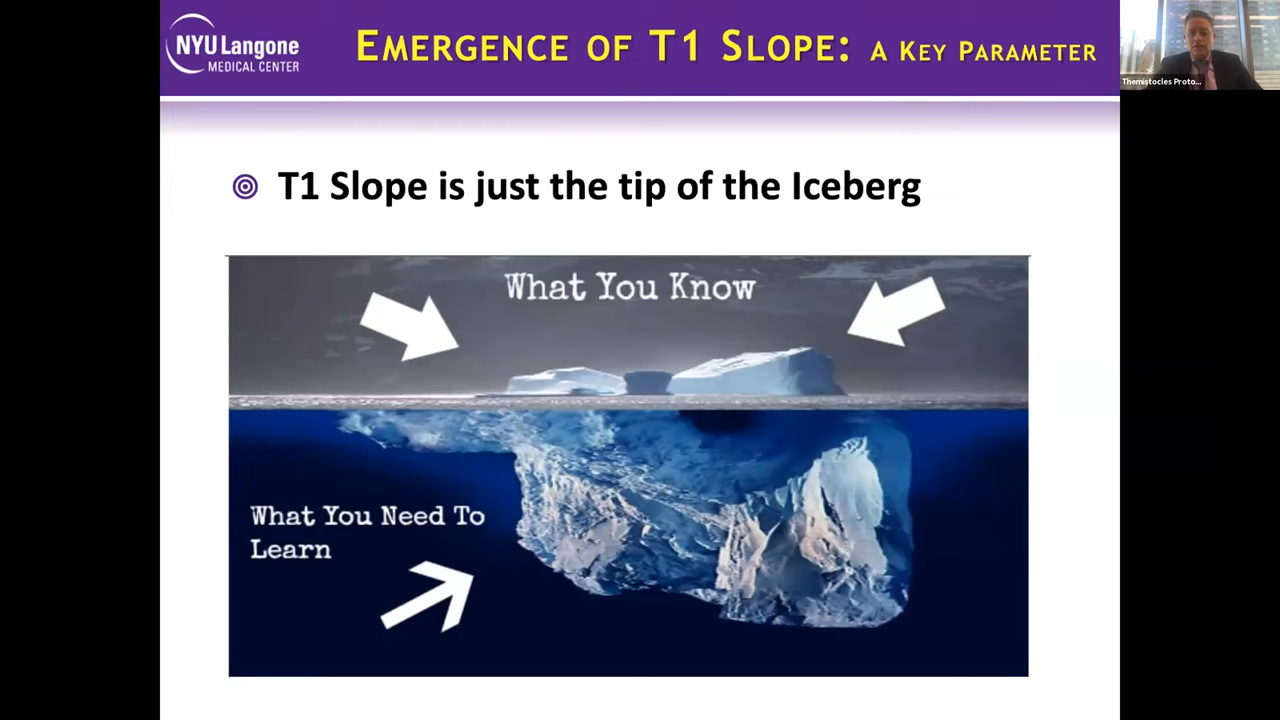 NYU Langone
MEDICAL CENTER
EMERGENCE OF T1 SLOPE: A KEY PARAMETER
Themistocles Proto...
T1 Slope is just the tip of the Iceberg
What You Know
What You Need To
Learn